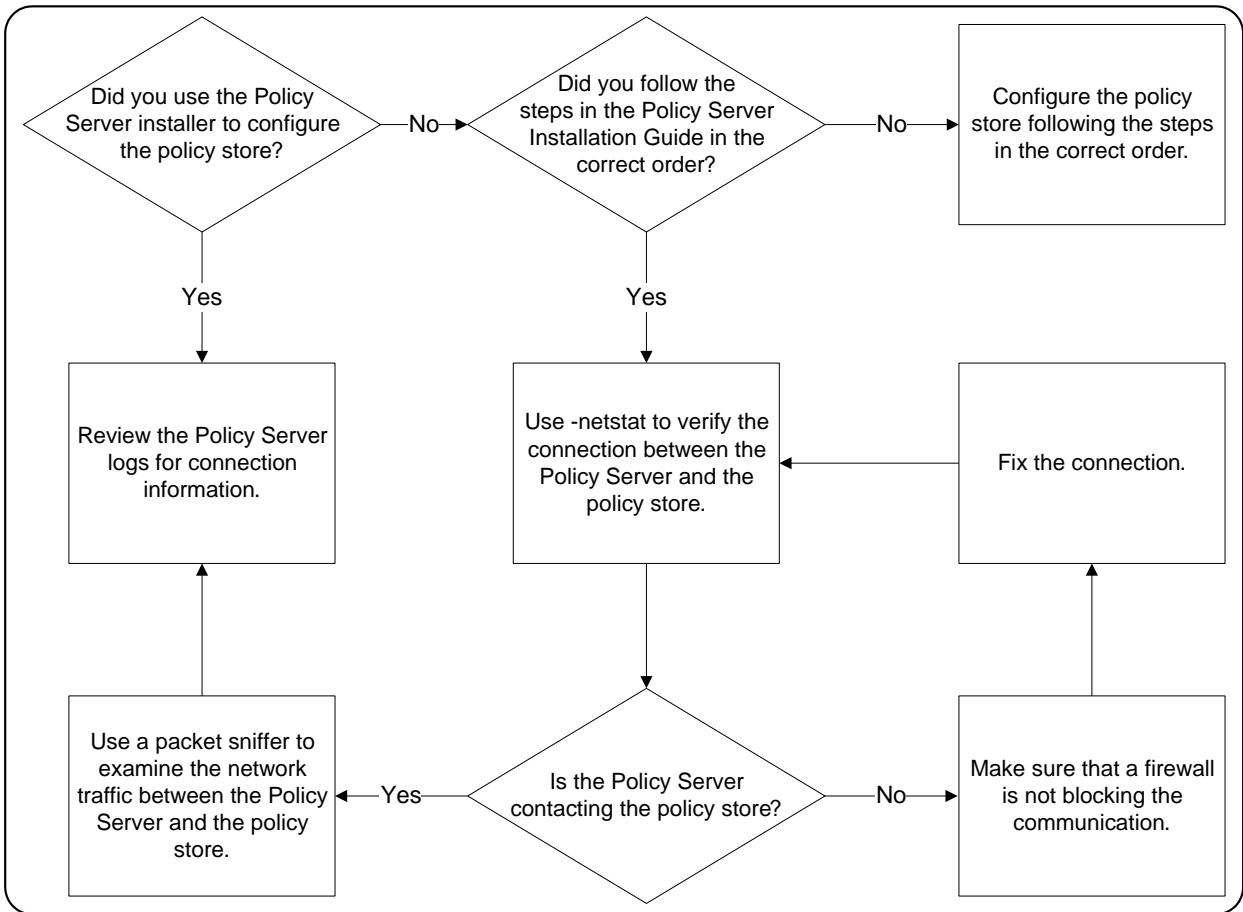 Did you use the Policy
Server installer to configure
the policy store?
No
Did you follow the
steps in the Policy Server
Installation Guide in the
correct order?
No
Configure the policy
store following the steps
in the correct order.
Yes
Yes
Review the Policy Server
logs for connection
information.
Use -netstat to verify the
connection between the
Policy Server and the
policy store.
Fix the connection.
Use a packet sniffer to
examine the network
traffic between the Policy
Server and the policy
store.
Yes
Is the Policy Server
contacting the policy store?
No
Make sure that a firewall
is not blocking the
communication.